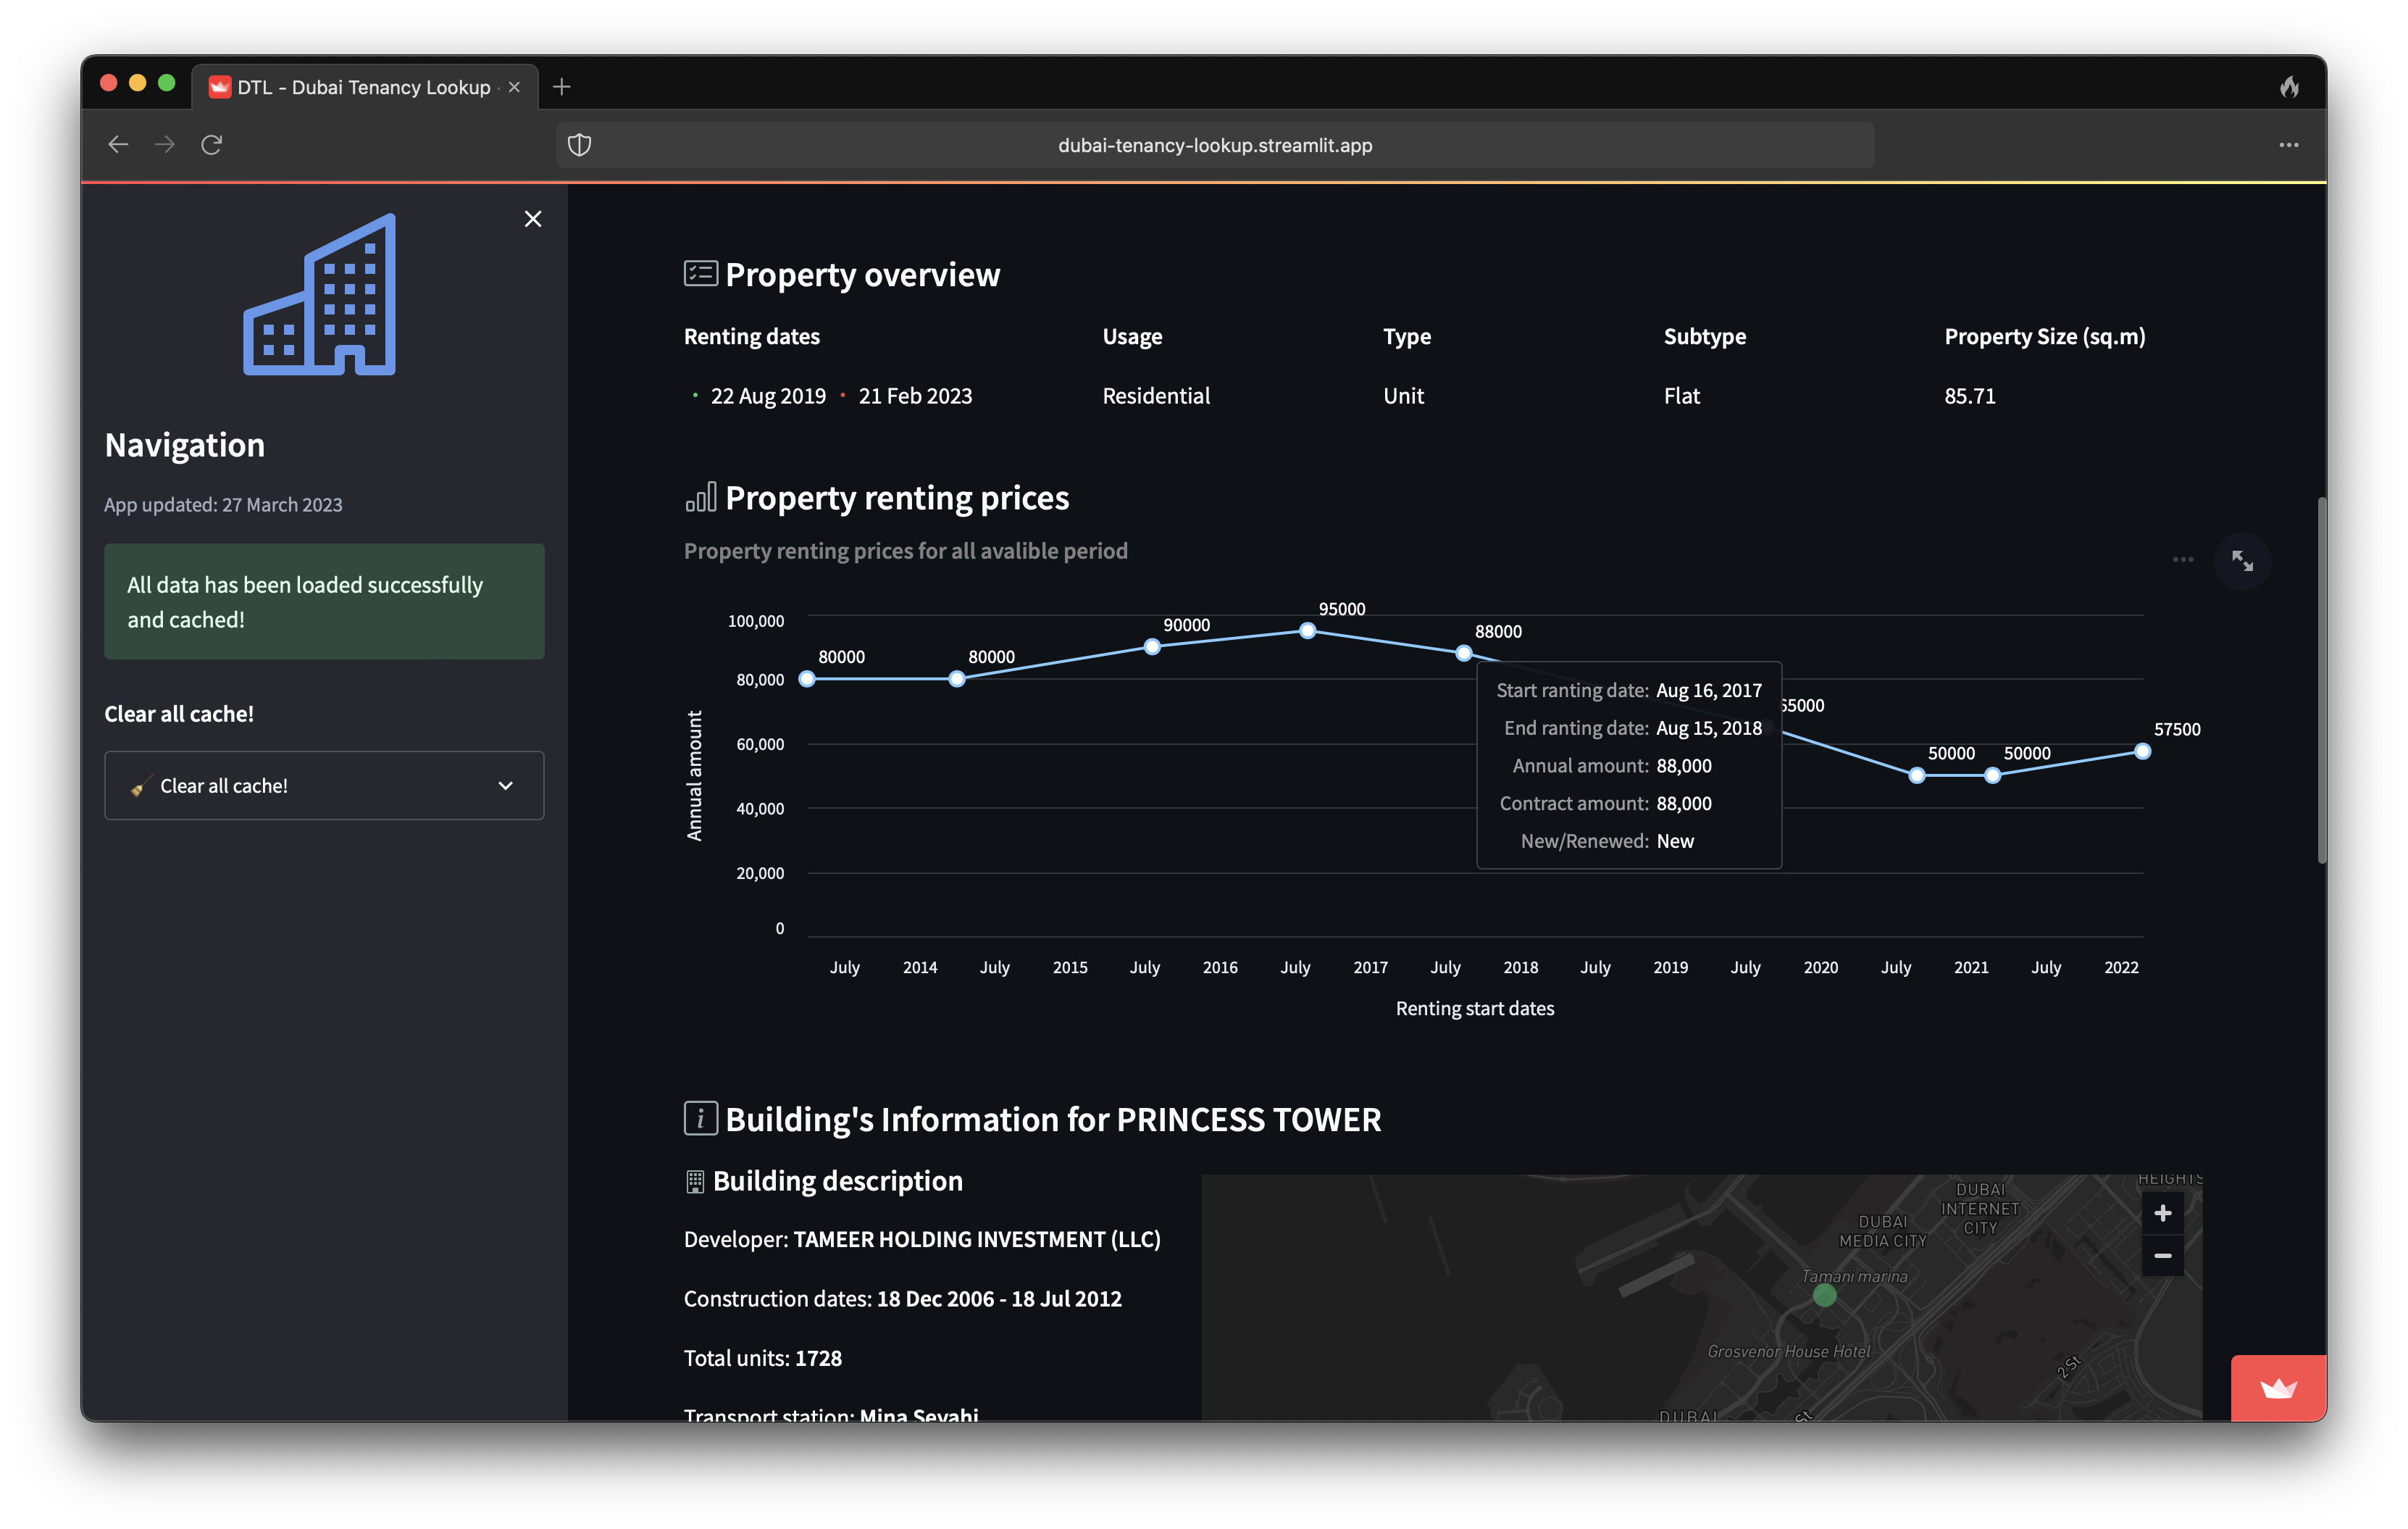 DTL - Dubai Tenancy Lookup
dubai-tenancy-lookup.streamlit.app
Navigation
App updated: 27 March 2023
All data has been loaded successfully
and cached!
Clear all cache!
Clear all cache!
Property overview
Renting dates Usage Type Subtype Property Size (sq.m)
22 Aug 2019 21 Feb 2023 Residential Unit Flat 85.71
Property renting prices
Property renting prices for all avalible period
Annual amount
100,000
80,000
60,000
40,000
20,000
0
80000
80000
90000
95000
88000
65000
50000
50000
57500
Start ranting date: Aug 16, 2017
End ranting date: Aug 15, 2018
Annual amount: 88,000
Contract amount: 88,000
New/Renewed: New
July 2014 July 2015 July 2016 July 2017 July 2018 July 2019 July 2020 July 2021 July 2022
Renting start dates
Building's Information for PRINCESS TOWER
Building description
Developer: TAMEER HOLDING INVESTMENT (LLC)
Construction dates: 18 Dec 2006 - 18 Jul 2012
Total units: 1728
Transport station: Mina Seyahi
HEIGHTS
DUBAI
INTERNET
CITY
DUBAI
MEDIA CITY
Tamani marina
Grosvenor House Hotel
2 St
St
DUBAI